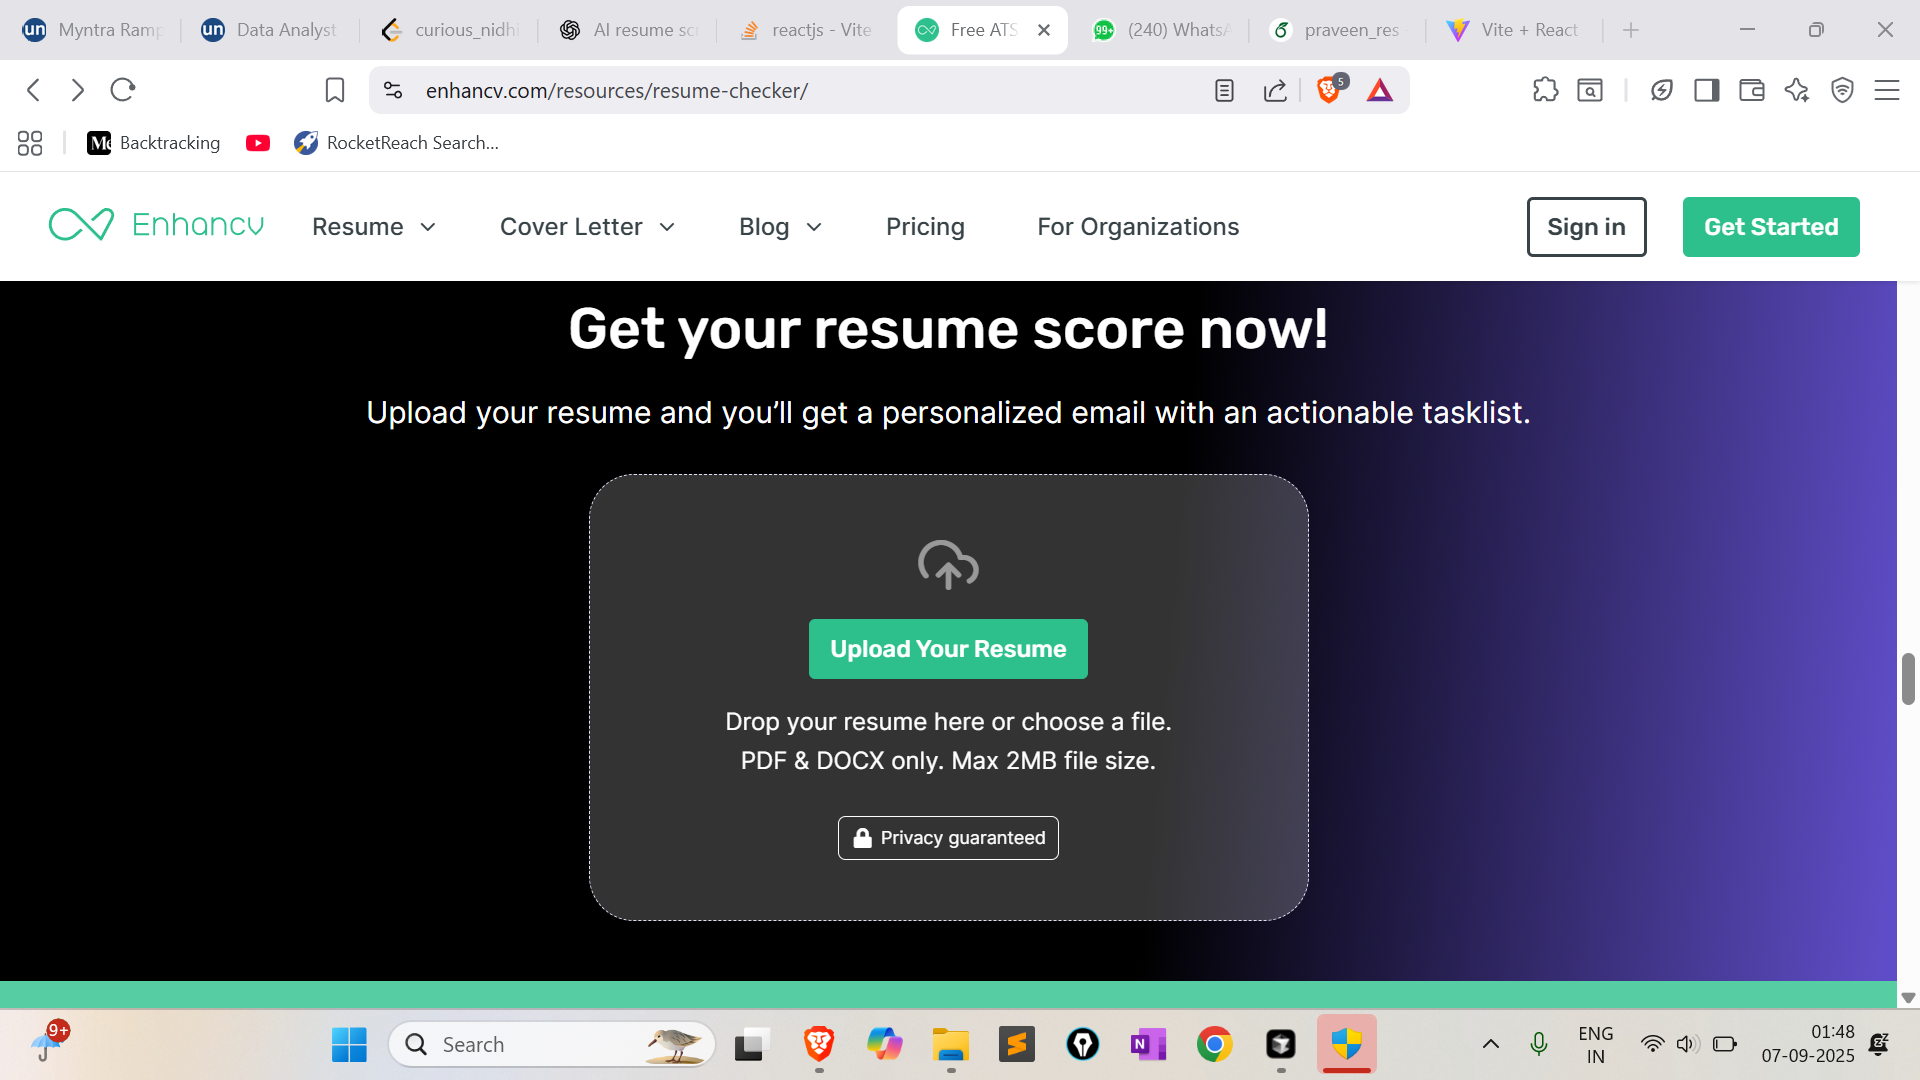 Myntra Ramp
Data Analyst
curious_nidhi
AI resume scr
reactjs - Vite
Free ATS
(240) WhatsA
praveen_res
Vite + React
enhancv.com/resources/resume-checker/
5
Backtracking
RocketReach Search...
Enhancv
Resume
Cover Letter
Blog
Pricing
For Organizations
Sign in
Get Started
Get your resume score now!
Upload your resume and you’ll get a personalized email with an actionable tasklist.
Upload Your Resume
Drop your resume here or choose a file.
PDF & DOCX only. Max 2MB file size.
Privacy guaranteed
9+
Search
ENG
IN
01:48
07-09-2025